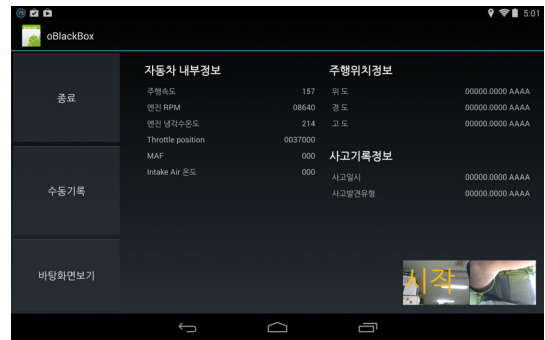 5:01
oBlackBox
종료
수동기록
바탕화면보기
자동차 내부정보
주행속도 157
엔진 RPM 08640
엔진 냉각수온도 214
Throttle position 0037000
MAF 000
Intake Air 온도 000
주행위치정보
위 도 00000.0000 AAAA
경 도 00000.0000 AAAA
고 도 00000.0000 AAAA
사고기록정보
사고일시 00000.0000 AAAA
사고발견유형 00000.0000 AAAA
시작